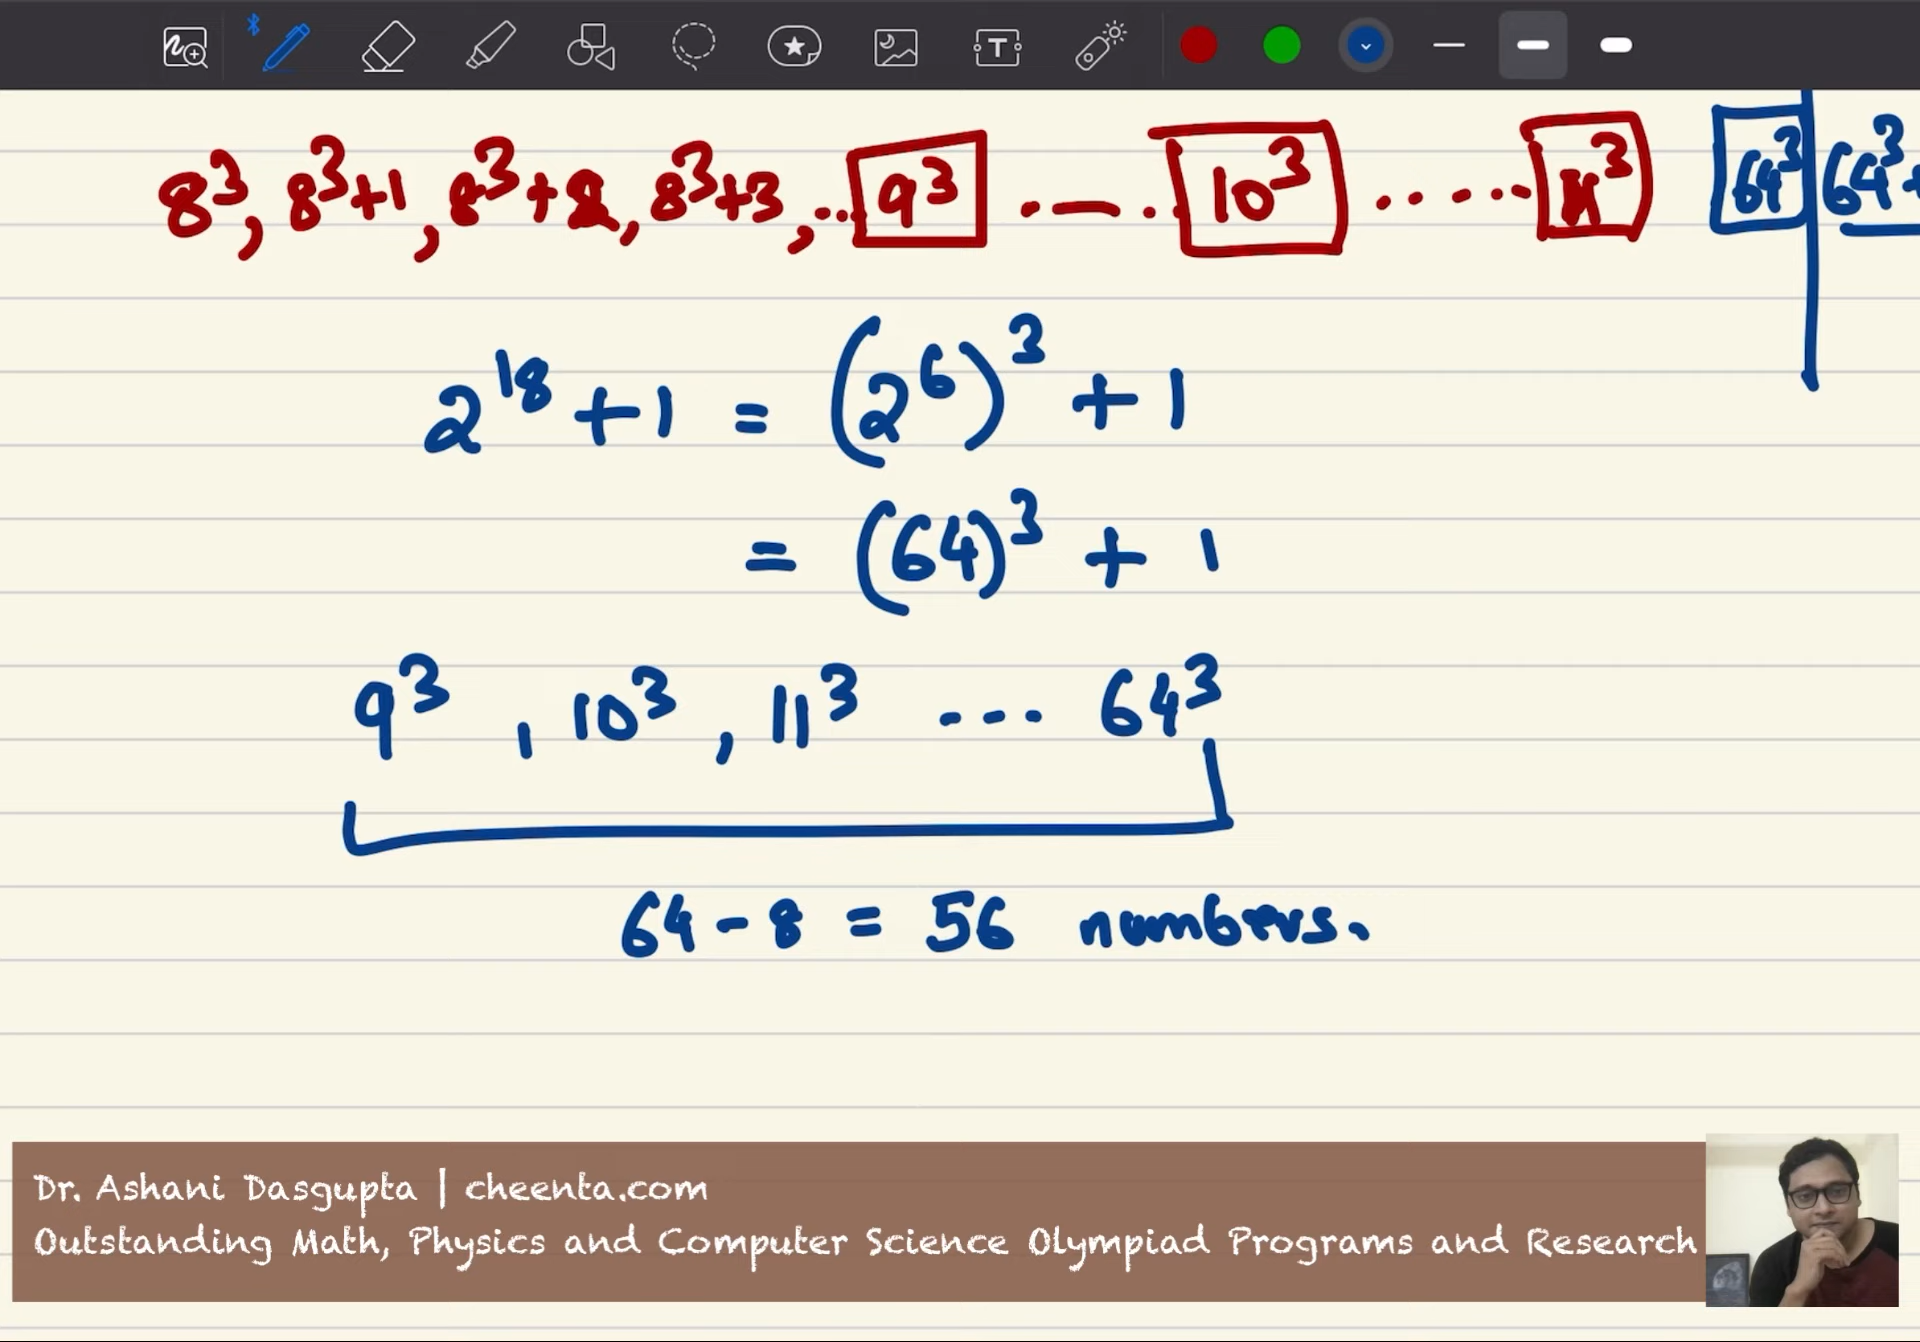 8³, 8³+1, 8³+2, 8³+3, ... 9³ ..... 10³ ..... 11³ 64³ 64³+
2¹⁸ + 1 = (2⁶)³ + 1
= (64)³ + 1
9³, 10³, 11³ --- 64³
64 - 8 = 56 numbers.
Dr. Ashani Dasgupta | cheenta.com
Outstanding Math, Physics and Computer Science Olympiad Programs and Research